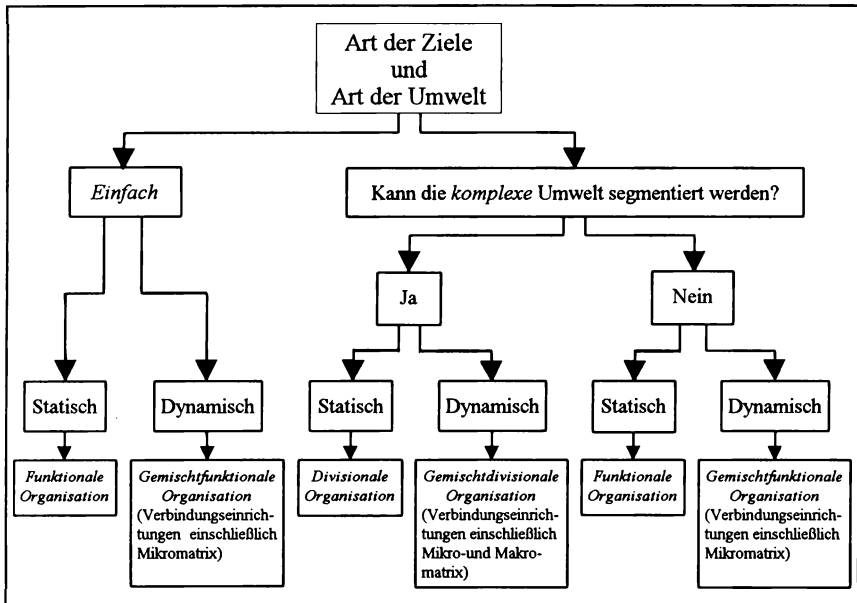 Art der Ziele
und
Art der Umwelt
Einfach
Kann die komplexe Umwelt segmentiert werden?
Ja
Nein
Statisch
Dynamisch
Statisch
Dynamisch
Statisch
Dynamisch
Funktionale
Organisation
Gemischtfunktionale
Organisation
(Verbindungseinrich-
tungen einschließlich
Mikromatrix)
Divisionale
Organisation
Gemischtdivisionale
Organisation
(Verbindungseinrich-
tungen einschließlich
Mikro-und Makro-
matrix)
Funktionale
Organisation
Gemischtfunktionale
Organisation
(Verbindungseinrich-
tungen einschließlich
Mikromatrix)